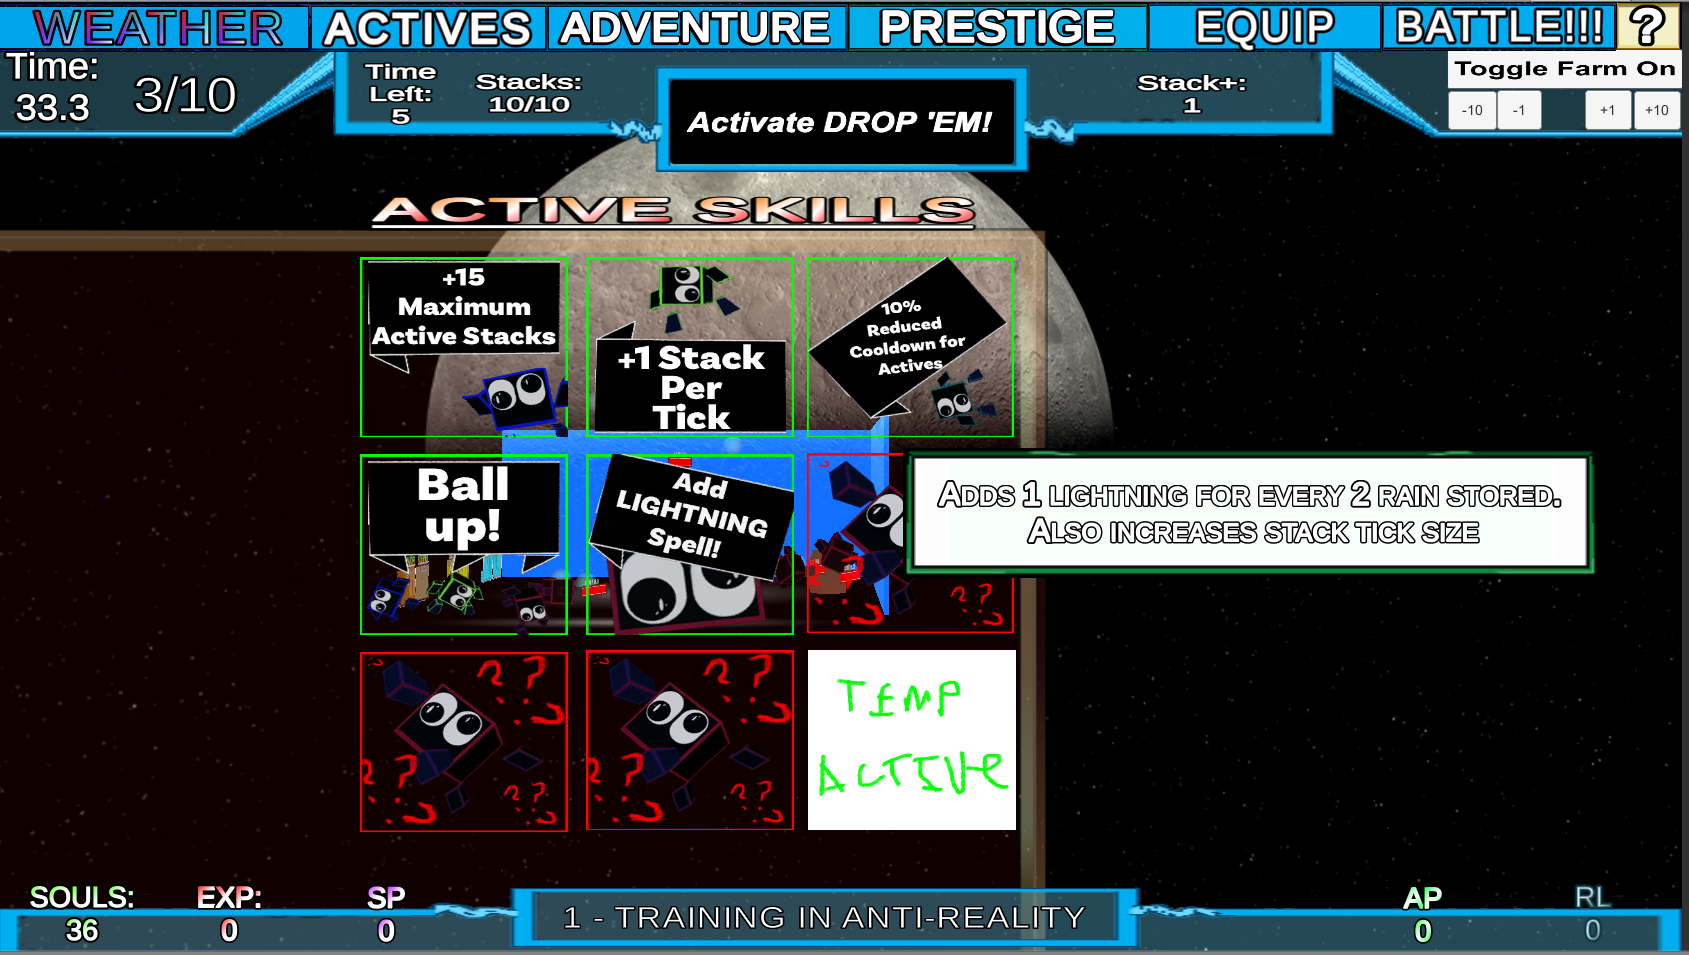 WEATHER
ACTIVES
ADVENTURE
PRESTIGE
EQUIP
BATTLE!!!
?
Time:
33.3
3/10
Time
Left:
5
Stacks:
10/10
Activate DROP 'EM!
Stack+:
1
Toggle Farm On
-10
-1
+1
+10
ACTIVE SKILLS
+15
Maximum
Active Stacks
+1 Stack
Per
Tick
10%
Reduced
Cooldown for
Actives
Ball
up!
Add
LIGHTNING
Spell!
ADDS 1 LIGHTNING FOR EVERY 2 RAIN STORED.
ALSO INCREASES STACK TICK SIZE
? ?
? ?
? ?
TEMP
ACTIVE
SOULS:
36
EXP:
0
SP
0
1 - TRAINING IN ANTI-REALITY
AP
0
RL
0